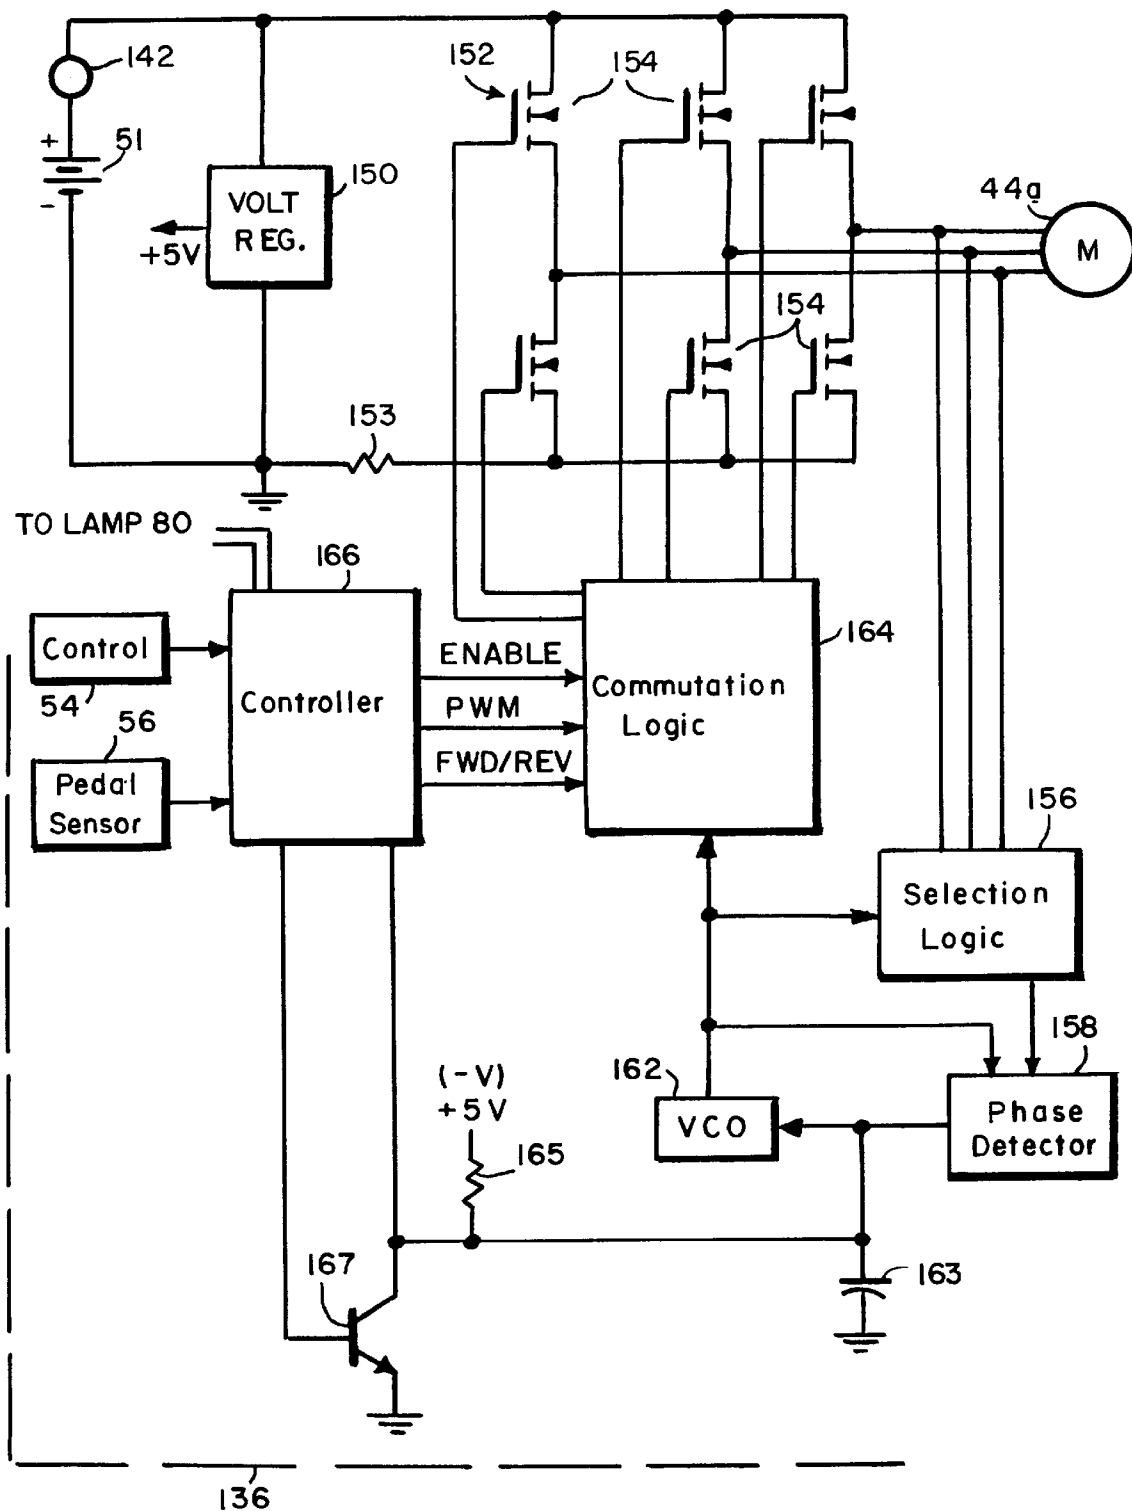 142
152
154
+
51
-
VOLT
REG.
150
+5V
44a
M
154
153
TO LAMP 80
166
Control
54
Controller
ENABLE
PWM
FWD/REV
Commutation
Logic
164
56
Pedal
Sensor
156
Selection
Logic
158
(-V)
+5V
162
VCO
Phase
Detector
165
167
163
136